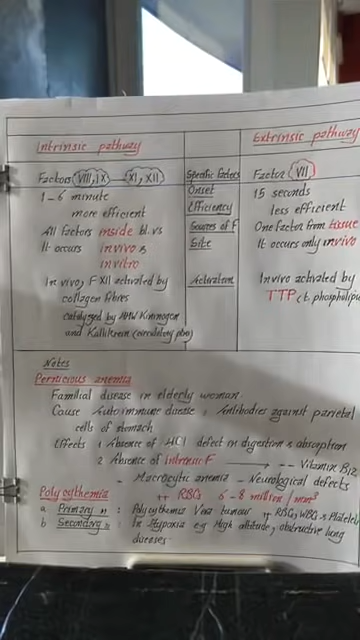 Intrinsic pathway Extrinsic pathway
Factors VIII, IX XI, XII Specific factors Factor VII
1-6 minute Onset 15 seconds
more efficient Efficiency less efficient
All factors inside bl.vs Sources of F One factor from tissue
It occurs invivo & Site It occurs only invivo
invitro
In vivo, F XII activated by Activation Invivo activated by
collagen fibres TTP (t. phospholipi
catalyzed by HMW Kininogen
and Kallikrein (circulatory
Notes
Pernicious anemia
Familial disease in elderly woman
Cause Autoimmune disease, Antibodies against parietal
cells of stomach
Effects 1 Absence of HCl defect in digestion & absorption
2 Absence of intrinsic F → -- Vitamin B12
- Macrocytic anemia - Neurological defects
Polycythemia ++ RBCs 6-8 million/mm³
a Primary : Polycythemia Vera tumour ++ RBCs, WBCs & Platele
b Secondary : In Hypoxia eg High altitude, obstructive lung
diseases.